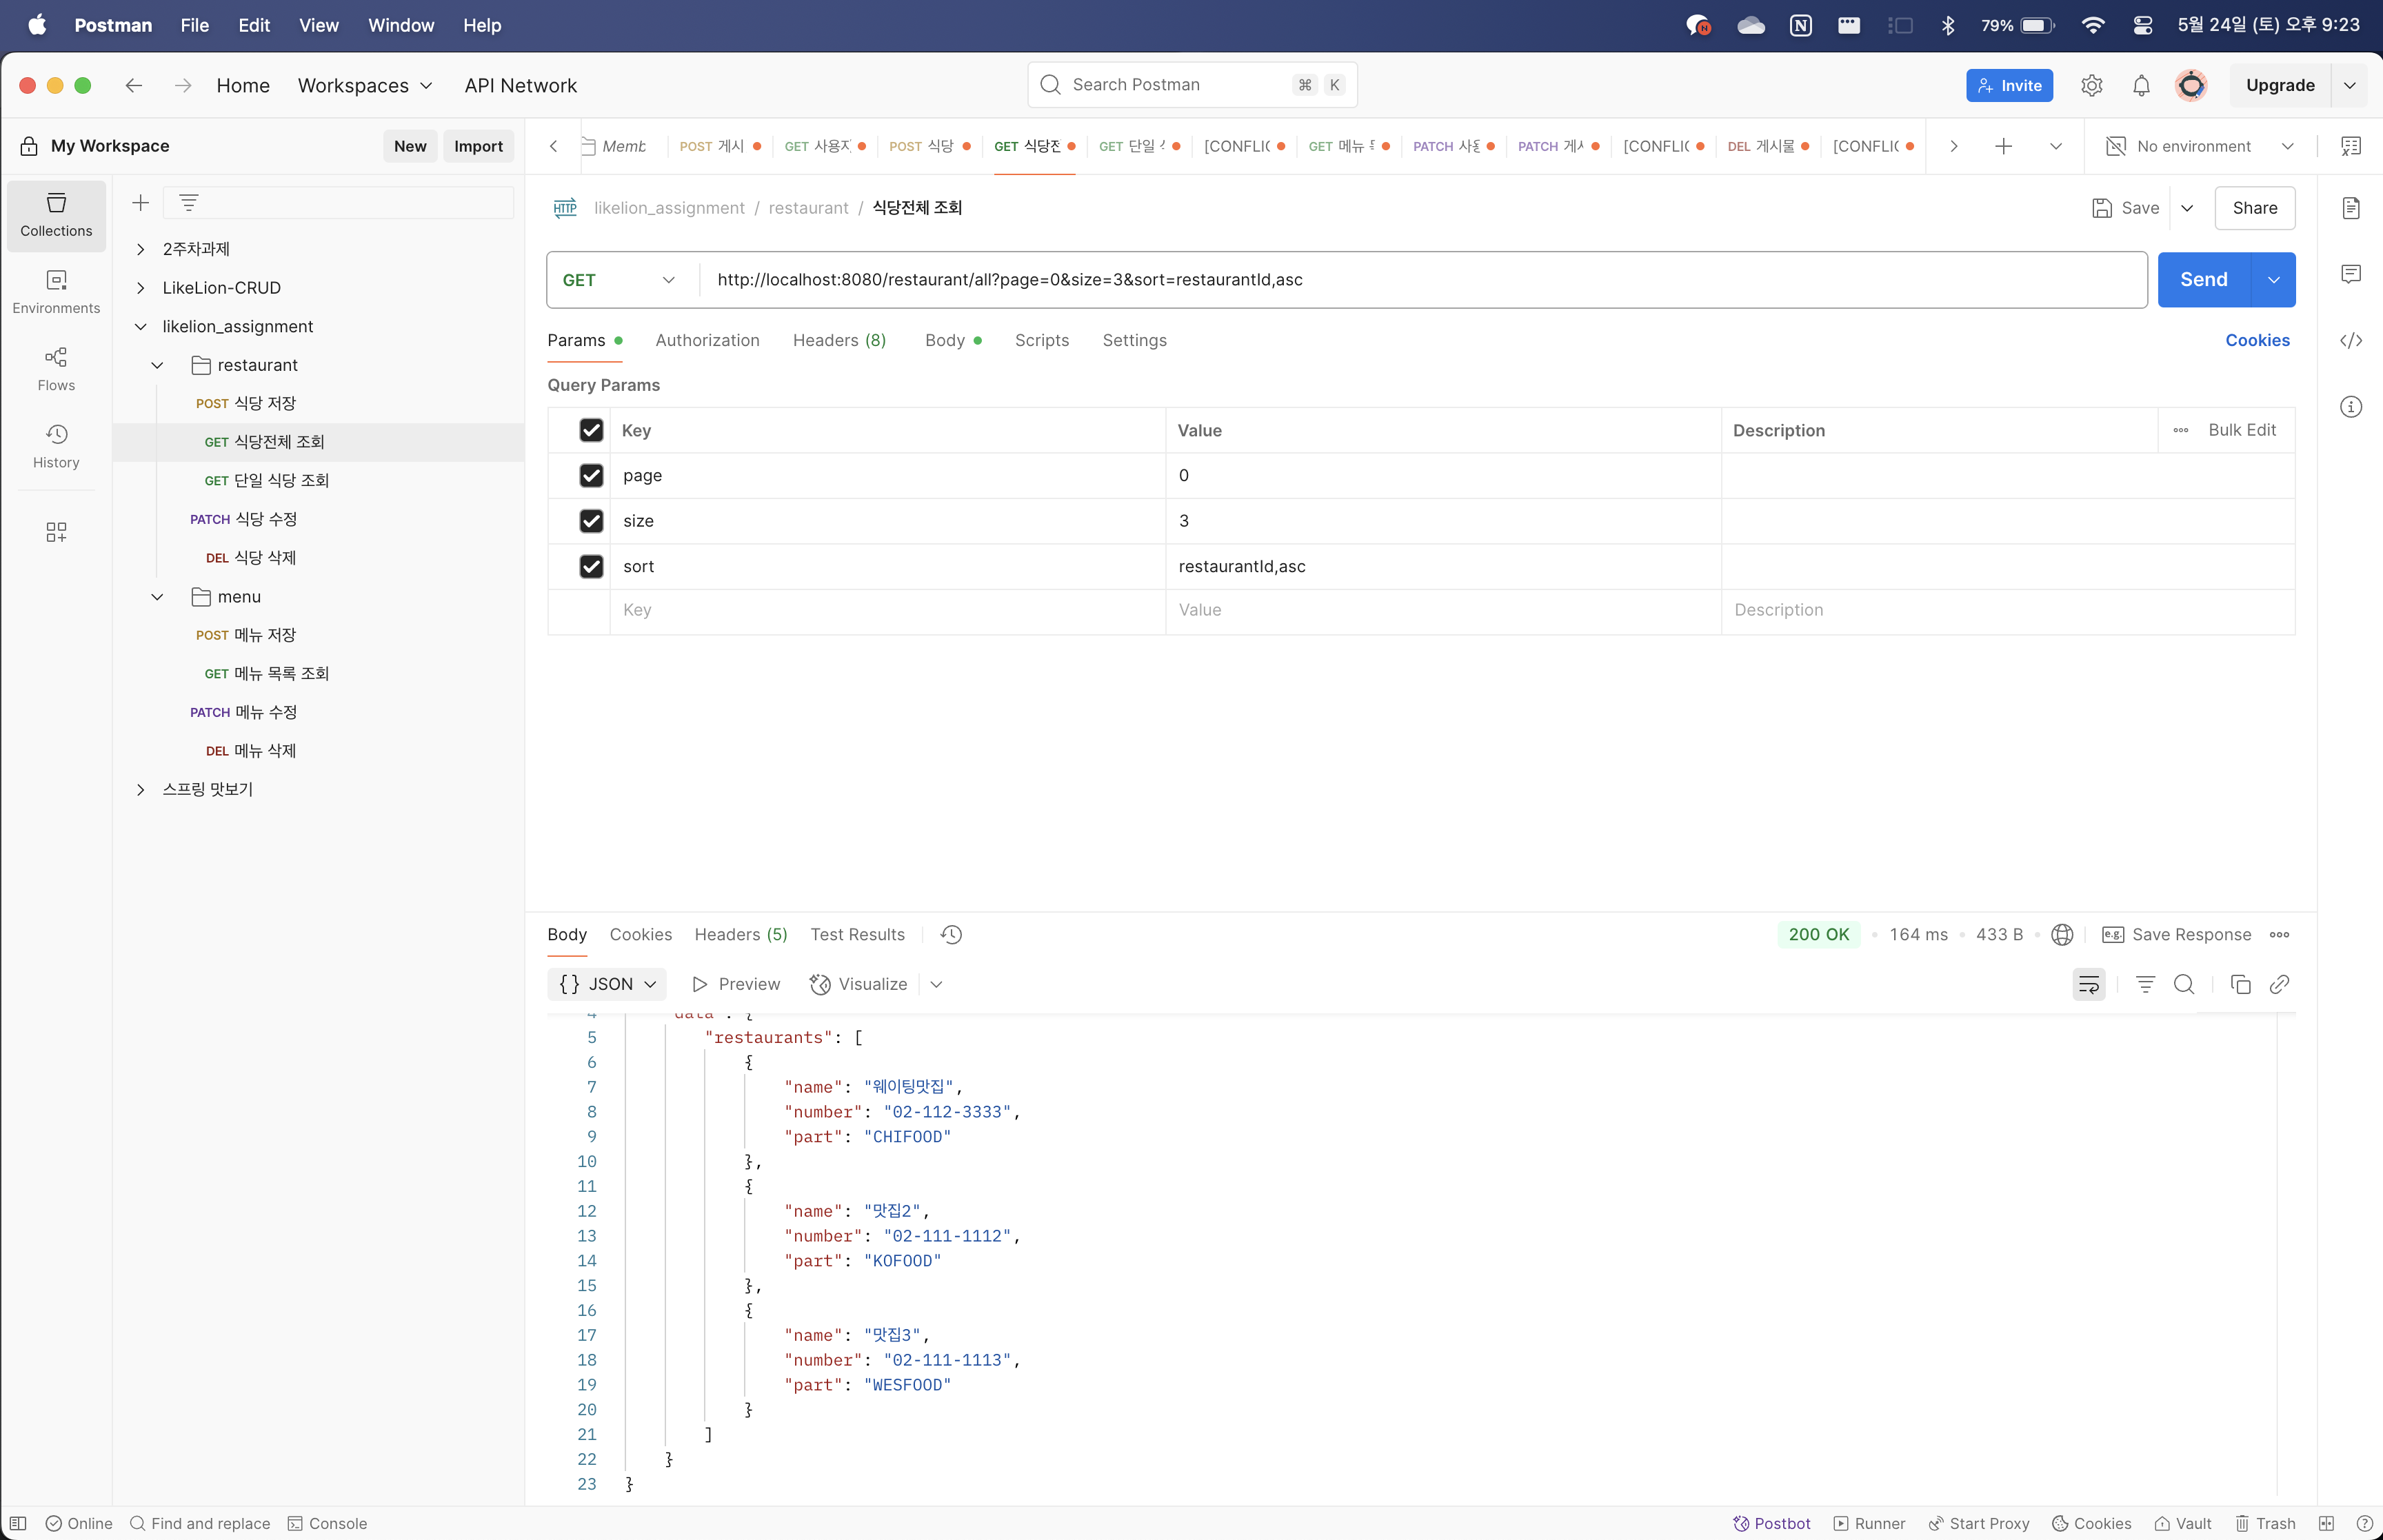 Postman File Edit View Window Help 79% 5월 24일 (토) 오후 9:23
Home Workspaces API Network Search Postman ⌘ K Invite Upgrade
My Workspace New Import
Memb POST 게시 GET 사용자 POST 식당 GET 식당전 GET 단일 [CONFLI GET 메뉴 PATCH 사용 PATCH 게시 [CONFLI DEL 게시물 [CONFLI No environment
Collections
Environments
Flows
History
2주차과제
LikeLion-CRUD
likelion_assignment
restaurant
POST 식당 저장
GET 식당전체 조회
GET 단일 식당 조회
PATCH 식당 수정
DEL 식당 삭제
menu
POST 메뉴 저장
GET 메뉴 목록 조회
PATCH 메뉴 수정
DEL 메뉴 삭제
스프링 맛보기
HTTP likelion_assignment / restaurant / 식당전체 조회 Save Share
GET http://localhost:8080/restaurant/all?page=0&size=3&sort=restaurantId,asc Send
Params Authorization Headers (8) Body Scripts Settings Cookies
Query Params
Key Value Description Bulk Edit
page 0
size 3
sort restaurantId,asc
Key Value Description
Body Cookies Headers (5) Test Results 200 OK 164 ms 433 B e.g. Save Response
{} JSON Preview Visualize
4 "data": {
5 "restaurants": [
6 {
7 "name": "웨이팅맛집",
8 "number": "02-112-3333",
9 "part": "CHIFOOD"
10 },
11 {
12 "name": "맛집2",
13 "number": "02-111-1112",
14 "part": "KOFOOD"
15 },
16 {
17 "name": "맛집3",
18 "number": "02-111-1113",
19 "part": "WESFOOD"
20 }
21 ]
22 }
23 }
Online Find and replace Console Postbot Runner Start Proxy Cookies Vault Trash